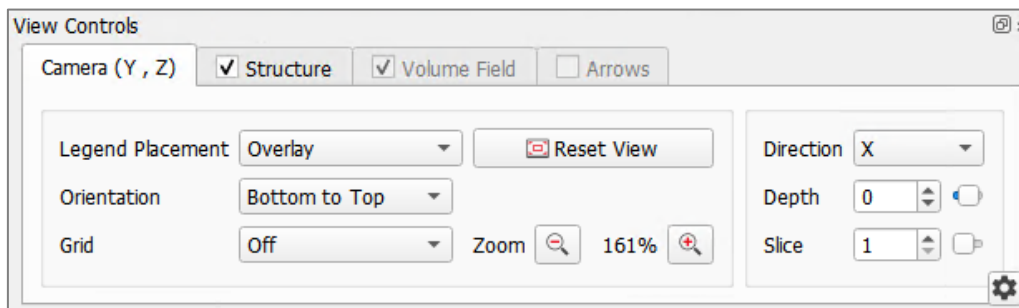 View Controls
Camera (Y , Z) Structure Volume Field Arrows
Legend Placement Overlay Reset View Direction X
Orientation Bottom to Top Depth 0
Grid Off Zoom 161% Slice 1